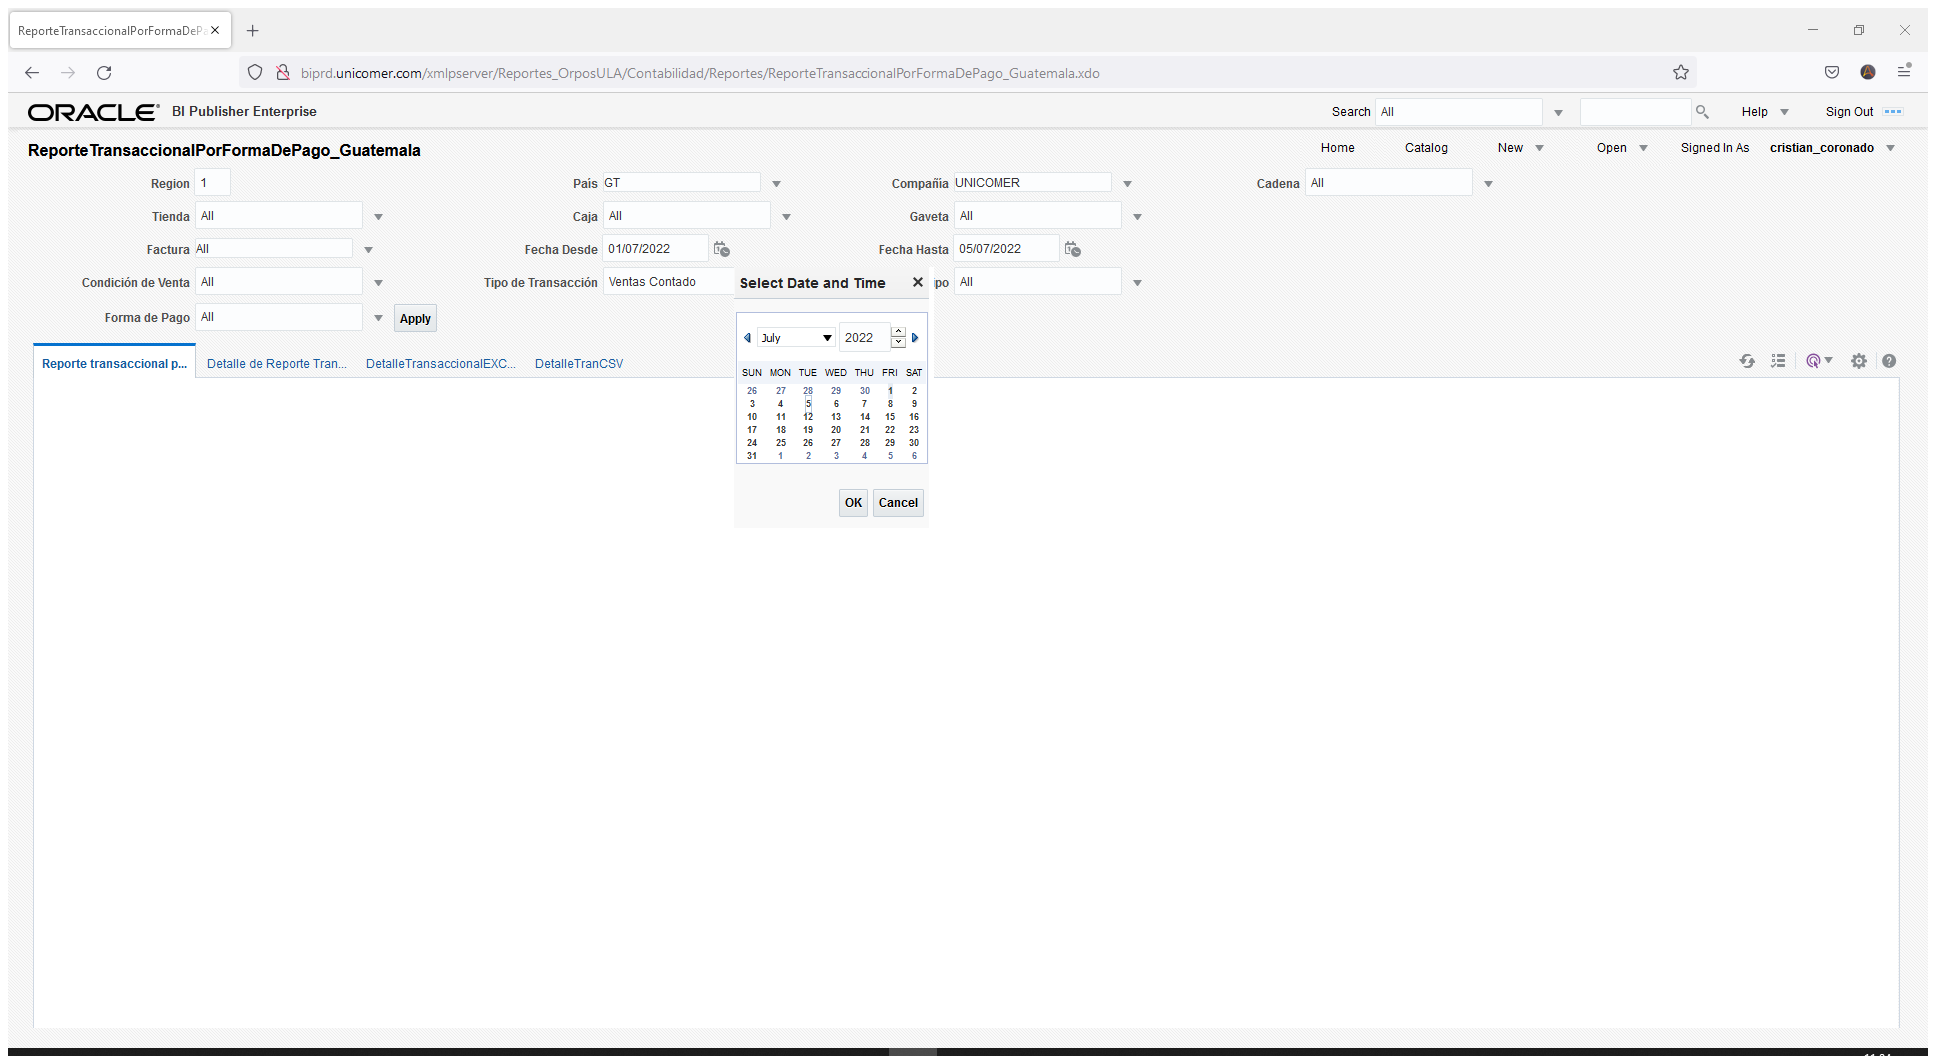 ReporteTransaccionalPorFormaDePa
biprd.unicomer.com/xmlpserver/Reportes_OrposULA/Contabilidad/Reportes/ReporteTransaccionalPorFormaDePago_Guatemala.xdo
ORACLE BI Publisher Enterprise Search All Help Sign Out
ReporteTransaccionalPorFormaDePago_Guatemala Home Catalog New Open Signed In As cristian_coronado
Region 1 País GT Compañía UNICOMER Cadena All
Tienda All Caja All Gaveta All
Factura All Fecha Desde 01/07/2022 Fecha Hasta 05/07/2022
Condición de Venta All Tipo de Transacción Ventas Contado ipo All
Forma de Pago All Apply
Select Date and Time
July 2022
SUN MON TUE WED THU FRI SAT
26 27 28 29 30 1 2
3 4 5 6 7 8 9
10 11 12 13 14 15 16
17 18 19 20 21 22 23
24 25 26 27 28 29 30
31 1 2 3 4 5 6
OK Cancel
Reporte transaccional p... Detalle de Reporte Tran... DetalleTransaccionalEXC... DetalleTranCSV